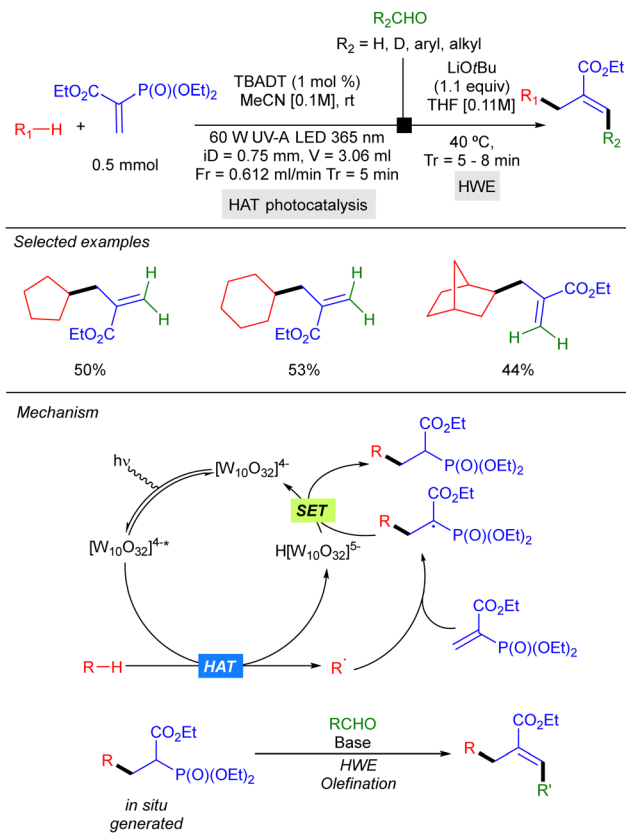 R₂CHO
R₂ = H, D, aryl, alkyl
EtO₂C P(O)(OEt)₂
R₁—H +
0.5 mmol
TBADT (1 mol %)
MeCN [0.1M], rt
60 W UV-A LED 365 nm
iD = 0.75 mm, V = 3.06 ml
Fr = 0.612 ml/min Tr = 5 min
HAT photocatalysis
LiOtBu
(1.1 equiv)
THF [0.11M]
40 ºC,
Tr = 5 - 8 min
HWE
CO₂Et
R₁
R₂
Selected examples
H
H
EtO₂C
50%
H
H
EtO₂C
53%
CO₂Et
H
H
44%
Mechanism
hν
[W₁₀O₃₂]⁴⁻
[W₁₀O₃₂]⁴⁻*
SET
H[W₁₀O₃₂]⁵⁻
CO₂Et
R P(O)(OEt)₂
CO₂Et
R · P(O)(OEt)₂
CO₂Et
P(O)(OEt)₂
R—H
HAT
R·
CO₂Et
R P(O)(OEt)₂
in situ
generated
RCHO
Base
HWE
Olefination
CO₂Et
R
R'